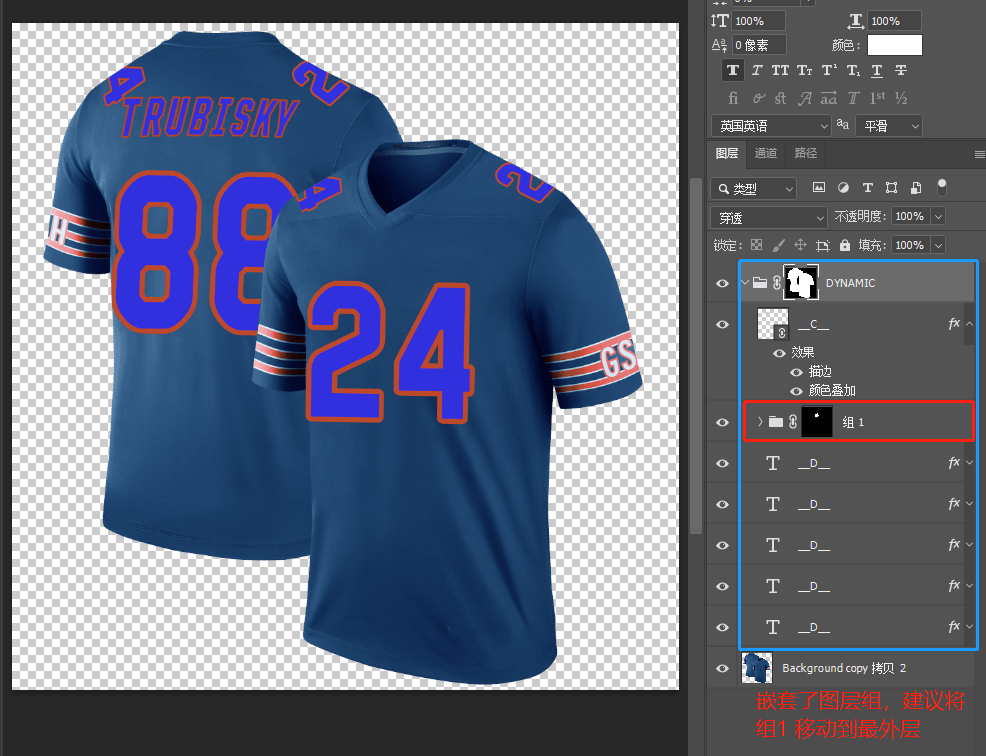 0%
100%
100%
0 像素
颜色:
T T TT Tт T¹ T₁ T T
fi st A aa T 1st ½
英国英语
aa
平滑
图层 通道 路径
类型
穿透
不透明度: 100%
锁定:
填充: 100%
DYNAMIC
__C__ fx
效果
描边
颜色叠加
组 1
T __D__ fx
T __D__ fx
T __D__ fx
T __D__ fx
T __D__ fx
Background copy 拷贝 2
嵌套了图层组,建议将
组1 移动到最外层
4 2
TRUBISKY
88
H
4 2
24
GS